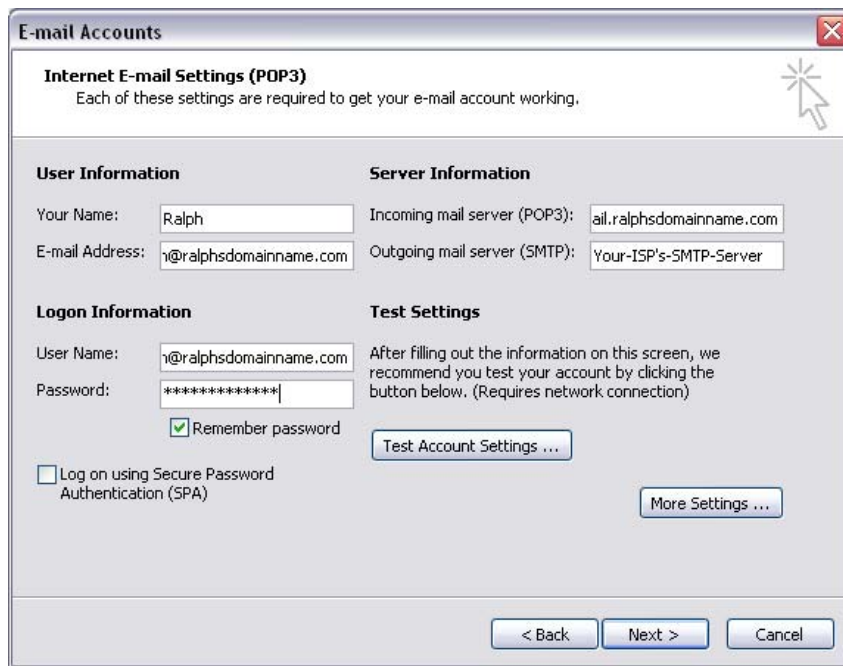 E-mail Accounts
Internet E-mail Settings (POP3)
Each of these settings are required to get your e-mail account working.
User Information
Your Name: Ralph
E-mail Address: @ralphsdomainname.com
Server Information
Incoming mail server (POP3): ail.ralphsdomainname.com
Outgoing mail server (SMTP): Your-ISP's-SMTP-Server
Logon Information
User Name: @ralphsdomainname.com
Password: *************
Remember password
Log on using Secure Password
Authentication (SPA)
Test Settings
After filling out the information on this screen, we
recommend you test your account by clicking the
button below. (Requires network connection)
Test Account Settings ...
More Settings ...
< Back
Next >
Cancel